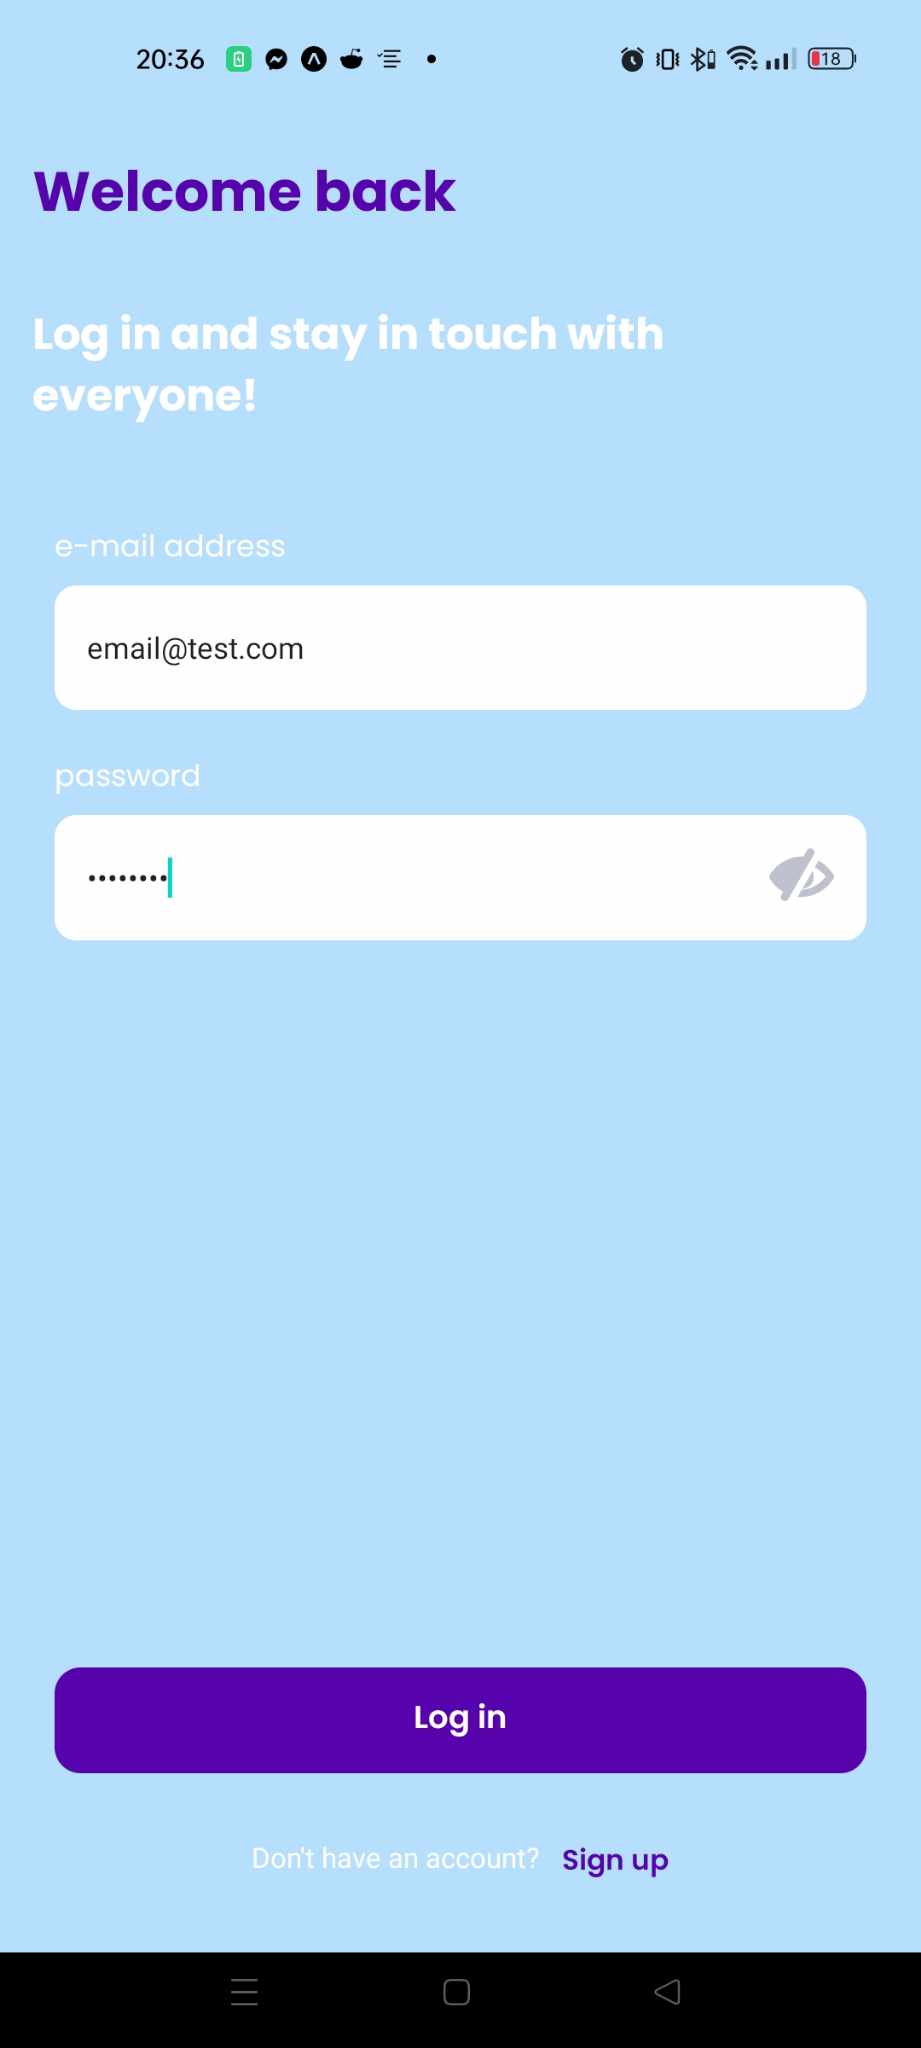 20:36
18
Welcome back
Log in and stay in touch with
everyone!
e-mail address
email@test.com
password
••••••••
Log in
Don't have an account? Sign up